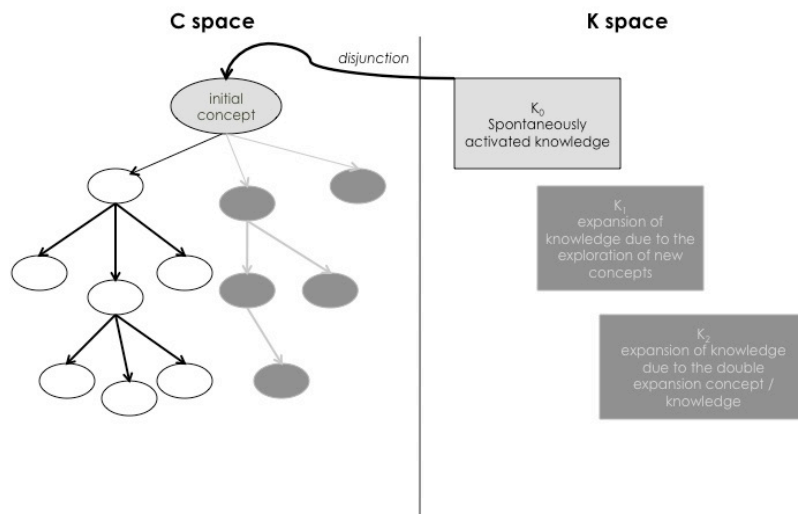 C space
K space
disjunction
initial
concept
K₀
Spontaneously
activated knowledge
K₁
expansion of
knowledge due to the
exploration of new
concepts
K₂
expansion of knowledge
due to the double
expansion concept /
knowledge